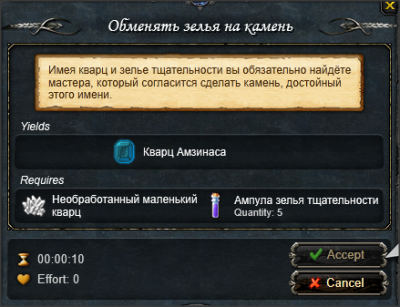 Обменять зелья на камень
Имея кварц и зелье тщательности вы обязательно найдёте
мастера, который согласится сделать камень, достойный
этого имени.
Yields
Кварц Амзинаса
Requires
Необработанный маленький
кварц
Ампула зелья тщательности
Quantity: 5
00:00:10
Accept
Effort: 0
Cancel